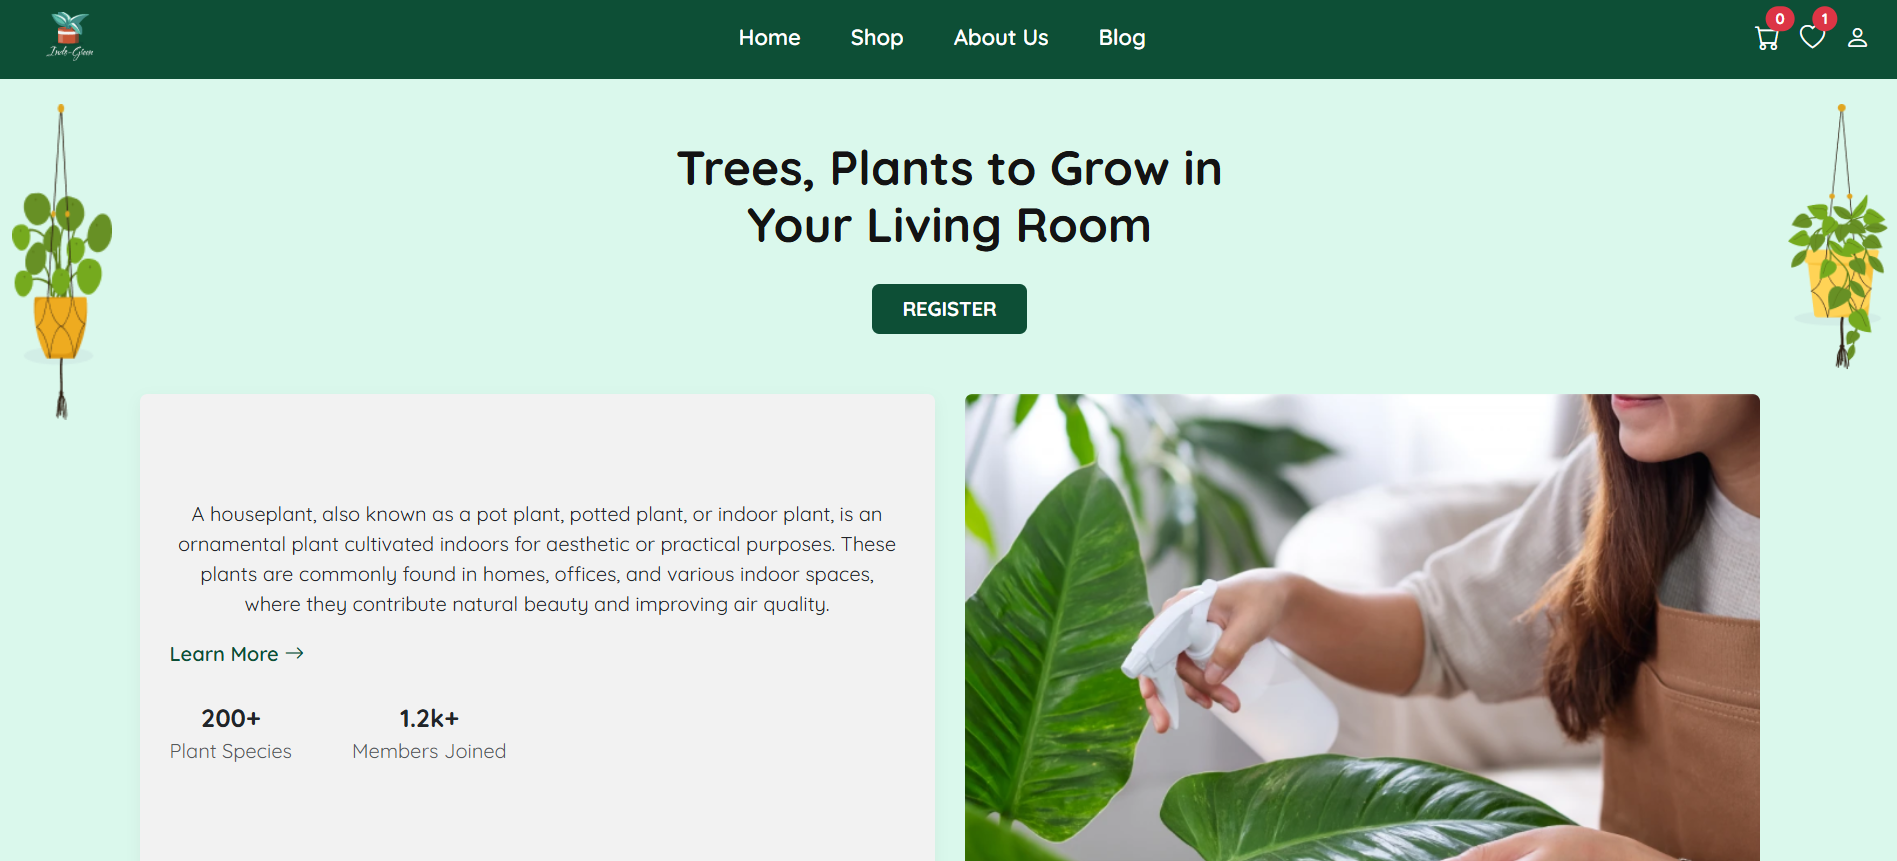 Indo-Green
Home Shop About Us Blog
0 1
Trees, Plants to Grow in
Your Living Room
REGISTER
A houseplant, also known as a pot plant, potted plant, or indoor plant, is an
ornamental plant cultivated indoors for aesthetic or practical purposes. These
plants are commonly found in homes, offices, and various indoor spaces,
where they contribute natural beauty and improving air quality.
Learn More →
200+ 1.2k+
Plant Species Members Joined